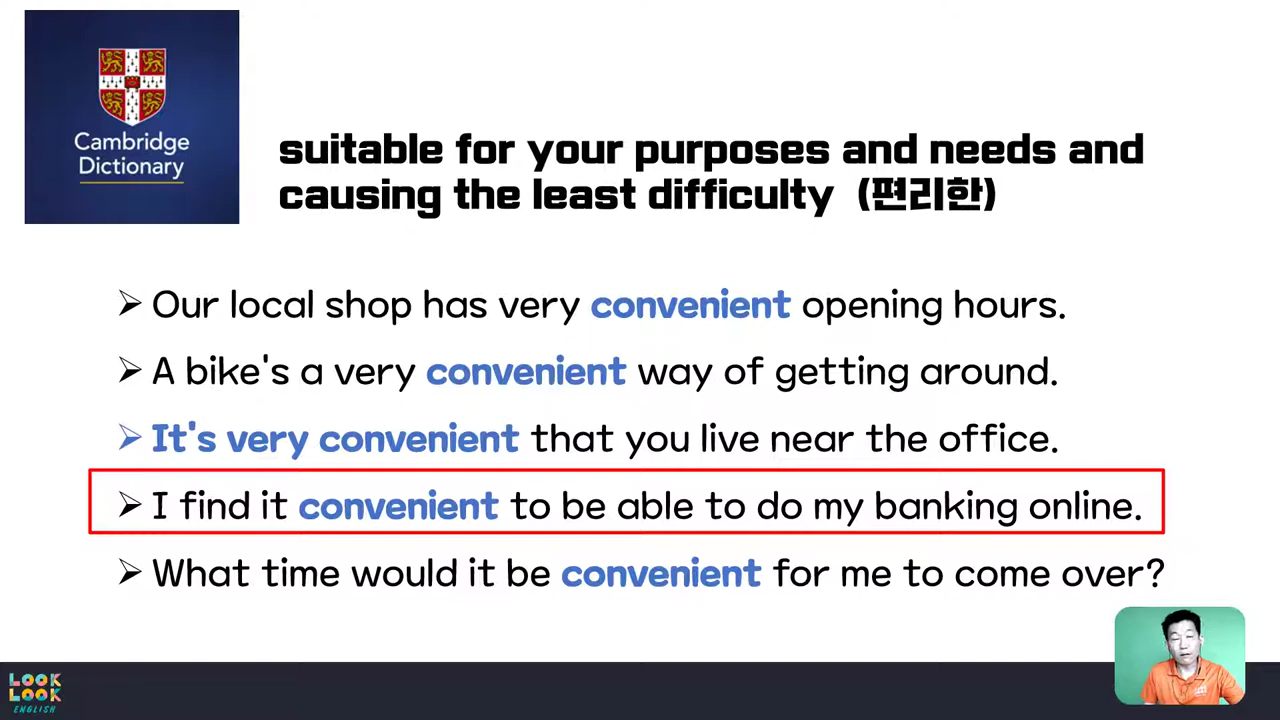 Cambridge
Dictionary
suitable for your purposes and needs and
causing the least difficulty (편리한)
Our local shop has very convenient opening hours.
A bike's a very convenient way of getting around.
It's very convenient that you live near the office.
I find it convenient to be able to do my banking online.
What time would it be convenient for me to come over?
LOOK
LOOK
ENGLISH